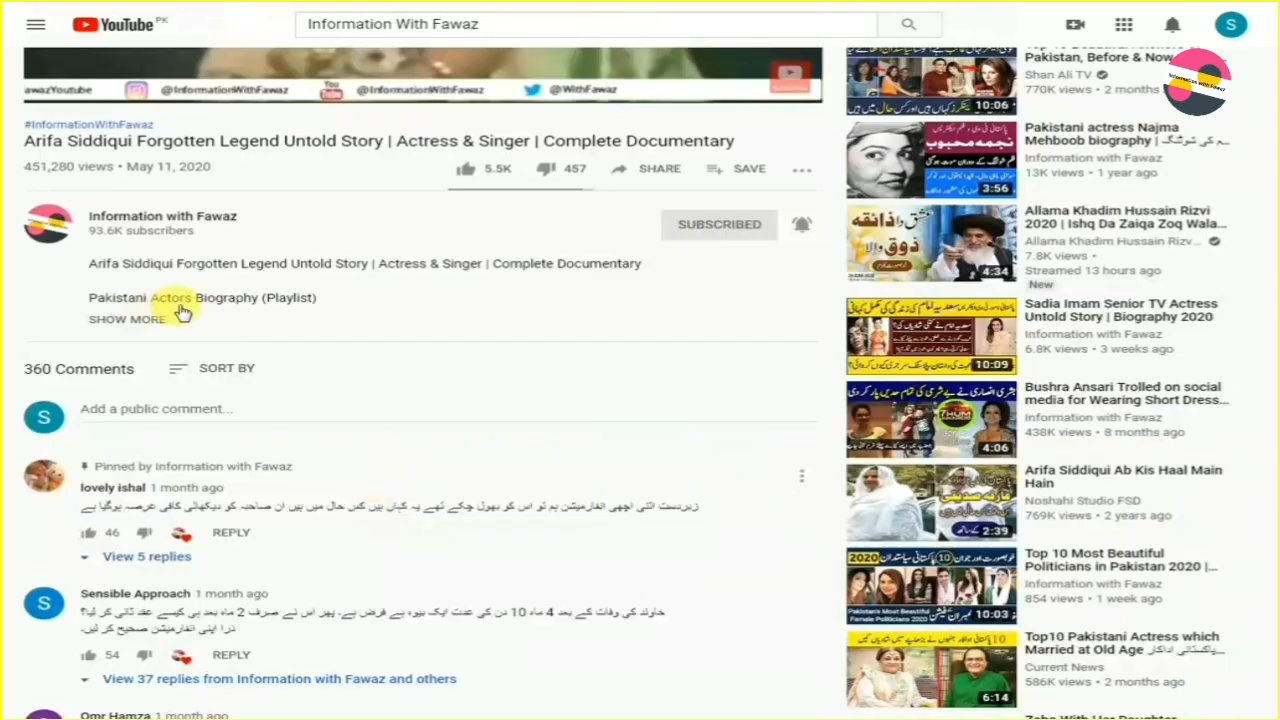 YouTube PK
Information With Fawaz
@InformationWithFawaz
@InformationWithFawaz
@WithFawaz
#InformationWithFawaz
Arifa Siddiqui Forgotten Legend Untold Story | Actress & Singer | Complete Documentary
451,280 views • May 11, 2020
5.5K
457
SHARE
SAVE
Information with Fawaz
93.6K subscribers
SUBSCRIBED
Arifa Siddiqui Forgotten Legend Untold Story | Actress & Singer | Complete Documentary
Pakistani Actors Biography (Playlist)
SHOW MORE
360 Comments
SORT BY
S
Add a public comment...
Pinned by Information with Fawaz
lovely ishal 1 month ago
زبردست اتنی اچھی انفارمیشن ہم تو اس کو بھول چکے تھے یہ کہاں ہیں کس حال میں ہیں ان صاحبہ کو دیکھائی کافی عرصہ ہوگیا ہے
46
REPLY
View 5 replies
S
Sensible Approach 1 month ago
خاوند کی وفات کے بعد 4 ماہ 10 دن کی عدت ایک بیوہ پے فرض ہے۔ پھر اس نے صرف 2 ماہ بعد ہی کیسے عقد ثانی کر لیا؟
ذرا اپنی انفارمیشن صحیح کر لیں۔
54
REPLY
View 37 replies from Information with Fawaz and others
Omr Hamza 1 month ago
S
Information with Fawaz
Pakistan, Before & Now
Shan Ali TV
770K views • 2 months
10:06
Pakistani actress Najma
Mehboob biography |
Information with Fawaz
13K views • 1 year ago
نجمہ محبوب
3:56
Allama Khadim Hussain Rizvi
2020 | Ishq Da Zaiqa Zoq Wala...
Allama Khadim Hussain Rizv...
7.8K views •
Streamed 13 hours ago
New
4:34
Sadia Imam Senior TV Actress
Untold Story | Biography 2020
Information with Fawaz
6.8K views • 3 weeks ago
10:09
Bushra Ansari Trolled on social
media for Wearing Short Dress...
Information with Fawaz
438K views • 8 months ago
4:06
Arifa Siddiqui Ab Kis Haal Main
Hain
Noshahi Studio FSD
769K views • 2 years ago
2:39
Top 10 Most Beautiful
Politicians in Pakistan 2020 |...
Information with Fawaz
854 views • 1 week ago
2020
10:03
Top10 Pakistani Actress which
Married at Old Age
Current News
586K views • 2 months ago
6:14